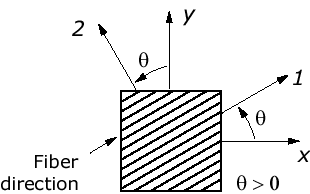 y
2
θ
1
θ
x
Fiber
direction
θ > 0